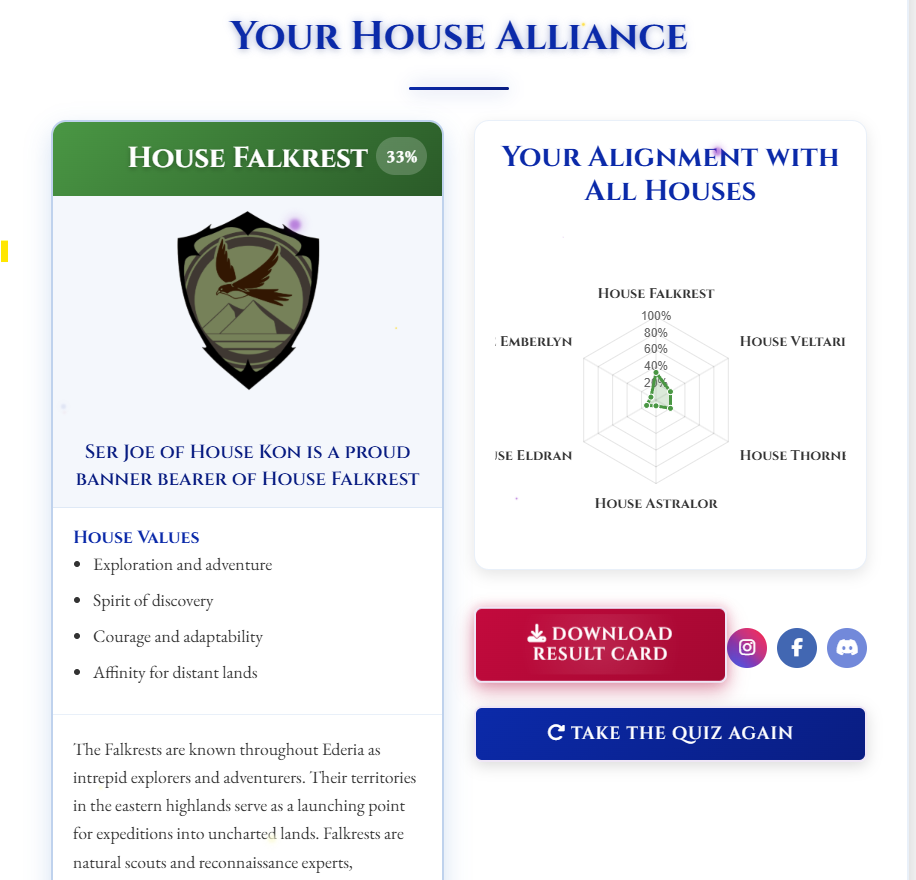 Your House Alliance
House Falkrest 33%
Ser Joe of House Kon is a proud
banner bearer of House Falkrest
House Values
Exploration and adventure
Spirit of discovery
Courage and adaptability
Affinity for distant lands
The Falkrests are known throughout Ederia as
intrepid explorers and adventurers. Their territories
in the eastern highlands serve as a launching point
for expeditions into uncharted lands. Falkrests are
natural scouts and reconnaissance experts,
Your Alignment with
All Houses
House Falkrest
100%
80%
60%
40%
20%
Emberlyn
House Veltari
Eldran
House Thorne
House Astralor
Download
Result Card
Take the Quiz Again